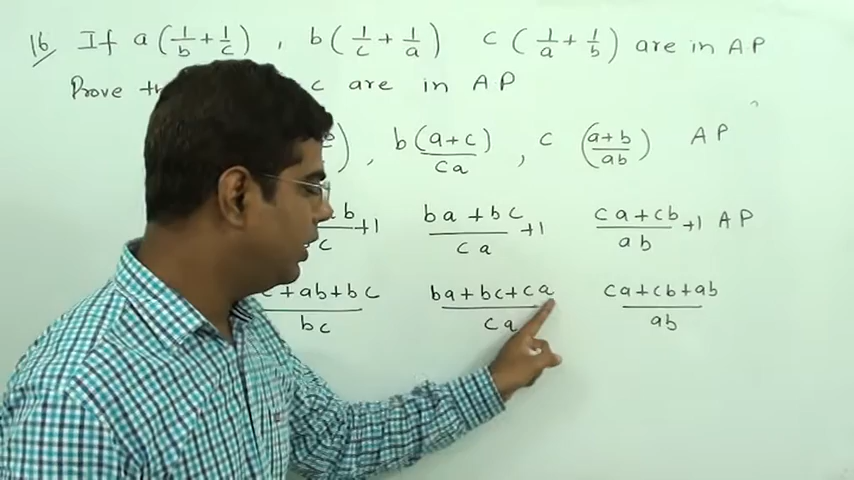 16 If a (1/b + 1/c) , b (1/c + 1/a) c (1/a + 1/b) are in AP
Prove c are in AP
) , b (a+c)/ca , c (a+b)/ab AP
b/c +1 (ba + bc)/ca +1 (ca + cb)/ab +1 AP
+ab+bc/bc (ba+bc+ca)/ca (ca+cb+ab)/ab